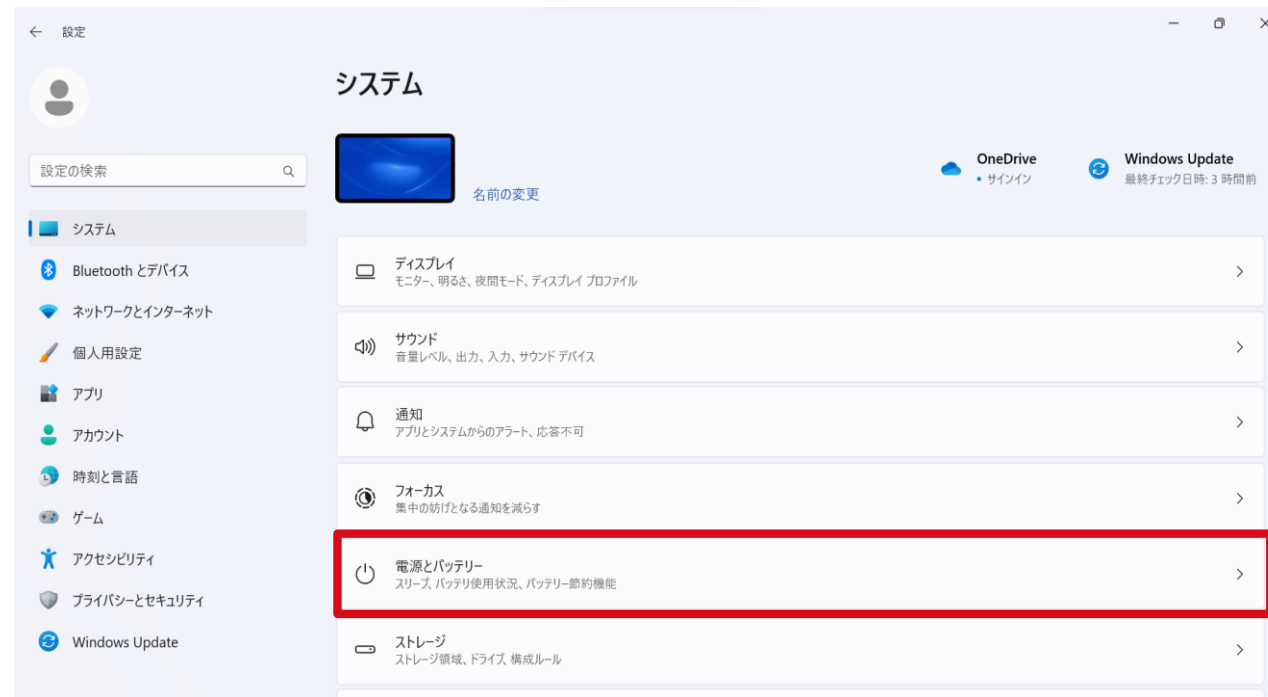 設定
システム
設定の検索
名前の変更
OneDrive
• サインイン
Windows Update
最終チェック日時: 3 時間前
システム
Bluetooth とデバイス
ネットワークとインターネット
個人用設定
アプリ
アカウント
時刻と言語
ゲーム
アクセシビリティ
プライバシーとセキュリティ
Windows Update
ディスプレイ
モニター、明るさ、夜間モード、ディスプレイ プロファイル
サウンド
音量レベル、出力、入力、サウンド デバイス
通知
アプリとシステムからのアラート、応答不可
フォーカス
集中の妨げとなる通知を減らす
電源とバッテリー
スリープ、バッテリ使用状況、バッテリー節約機能
ストレージ
ストレージ領域、ドライブ、構成ルール